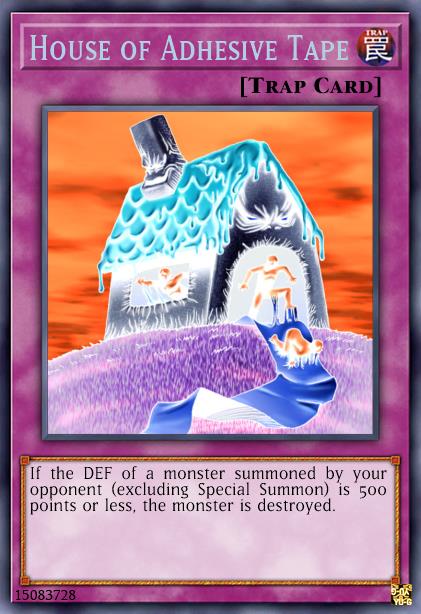 House of Adhesive Tape
TRAP
罠
[Trap Card]
If the DEF of a monster summoned by your
opponent (excluding Special Summon) is 500
points or less, the monster is destroyed.
15083728